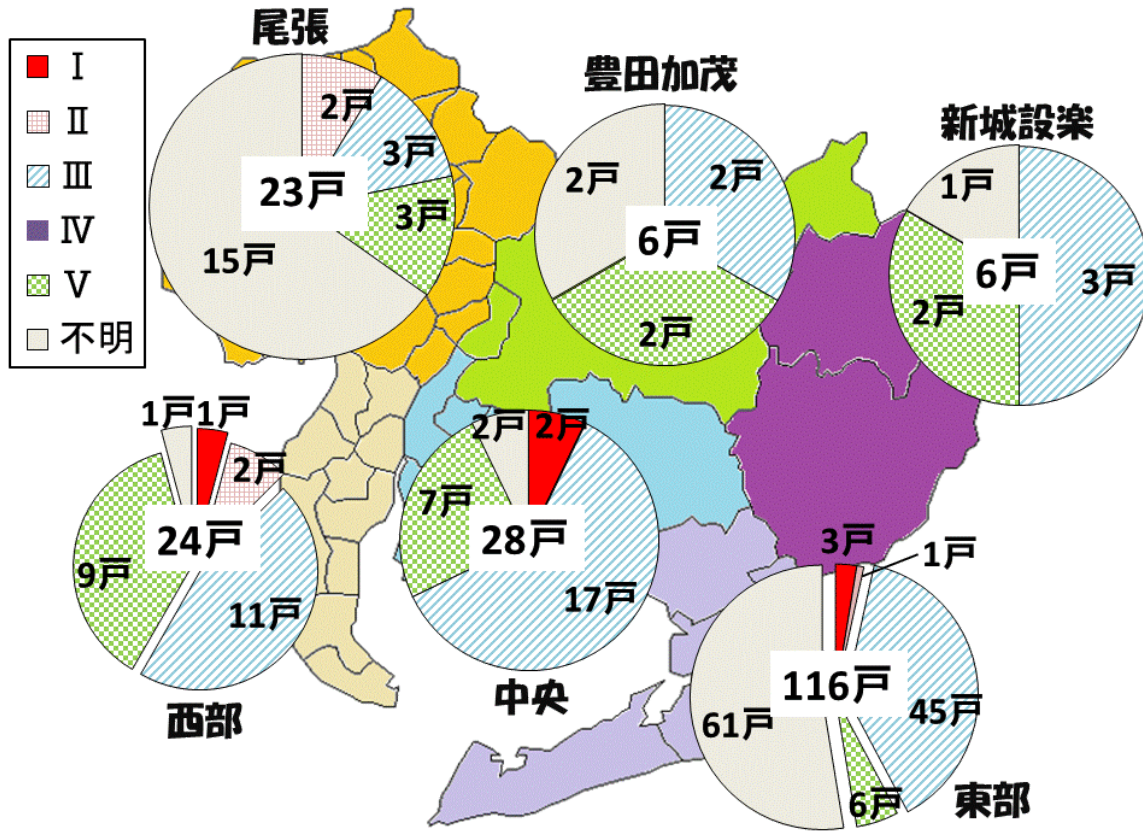 Ⅰ
Ⅱ
Ⅲ
Ⅳ
Ⅴ
不明
尾張
2戸
3戸
23戸
3戸
15戸
豊田加茂
2戸
2戸
6戸
2戸
新城設楽
1戸
6戸
3戸
2戸
1戸
1戸
2戸
24戸
9戸
11戸
西部
2戸
2戸
7戸
28戸
17戸
中央
3戸
1戸
116戸
61戸
45戸
6戸
東部